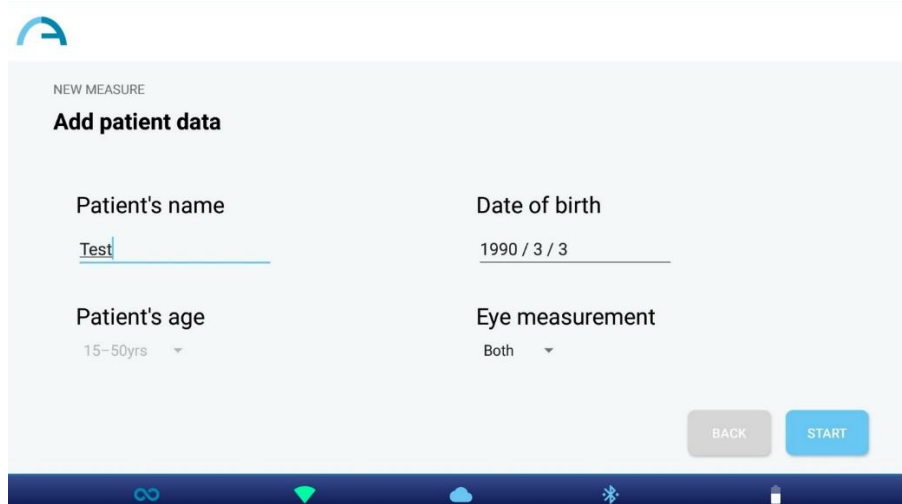 NEW MEASURE
Add patient data
Patient's name
Date of birth
Test
1990 / 3 / 3
Patient's age
Eye measurement
15-50yrs
Both
BACK
START